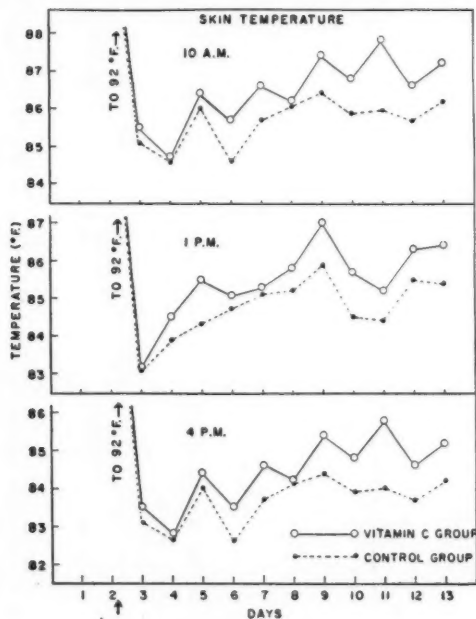 SKIN TEMPERATURE
88
87
86
85
84
TO 92 °F.→
10 A.M.
87
86
85
84
83
TO 92 °F.→
1 P.M.
TEMPERATURE (°F.)
86
85
84
83
82
TO 92 °F.→
4 P.M.
VITAMIN C GROUP
CONTROL GROUP
1 2 3 4 5 6 7 8 9 10 11 12 13
DAYS